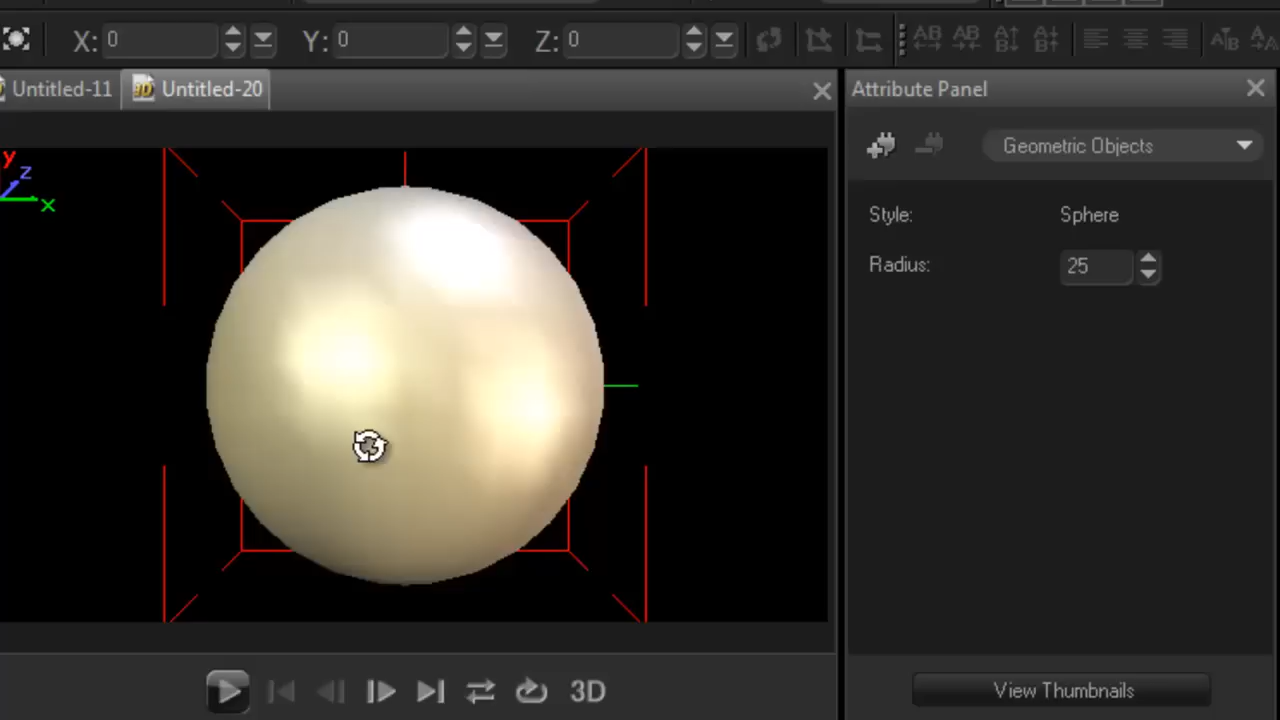 X: 0 Y: 0 Z: 0
Untitled-11 Untitled-20
Attribute Panel
Geometric Objects
Style: Sphere
Radius: 25
y
z
x
3D
View Thumbnails